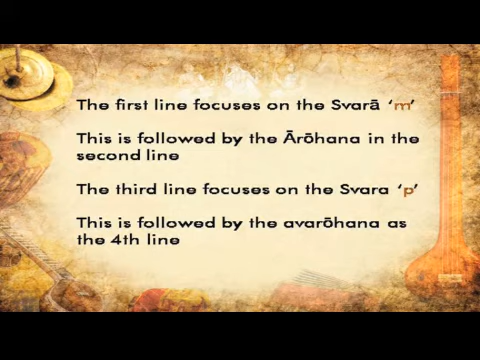 The first line focuses on the Svarā ‘m’
This is followed by the Ārōhana in the
second line
The third line focuses on the Svara ‘p’
This is followed by the avarōhana as
the 4th line